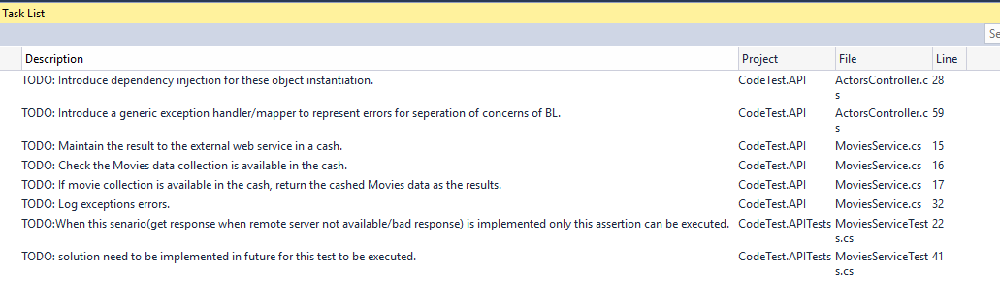 Task List
Se
Description Project File Line
TODO: Introduce dependency injection for these object instantiation. CodeTest.API ActorsController.c 28
s
TODO: Introduce a generic exception handler/mapper to represent errors for seperation of concerns of BL. CodeTest.API ActorsController.c 59
s
TODO: Maintain the result to the external web service in a cash. CodeTest.API MoviesService.cs 15
TODO: Check the Movies data collection is available in the cash. CodeTest.API MoviesService.cs 16
TODO: If movie collection is available in the cash, return the cashed Movies data as the results. CodeTest.API MoviesService.cs 17
TODO: Log exceptions errors. CodeTest.API MoviesService.cs 32
TODO:When this senario(get response when remote server not available/bad response) is implemented only this assertion can be executed. CodeTest.APITests MoviesServiceTest 22
s.cs
TODO: solution need to be implemented in future for this test to be executed. CodeTest.APITests MoviesServiceTest 41
s.cs